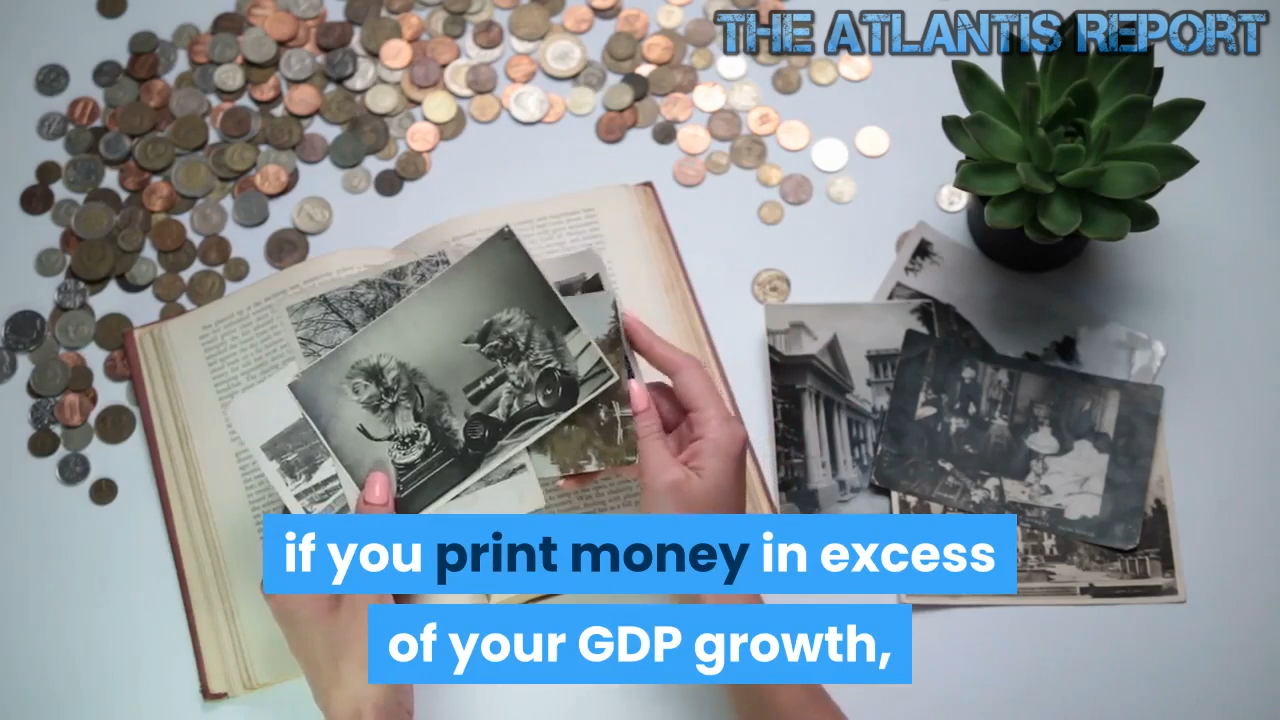 THE ATLANTIS REPORT
if you print money in excess
of your GDP growth,